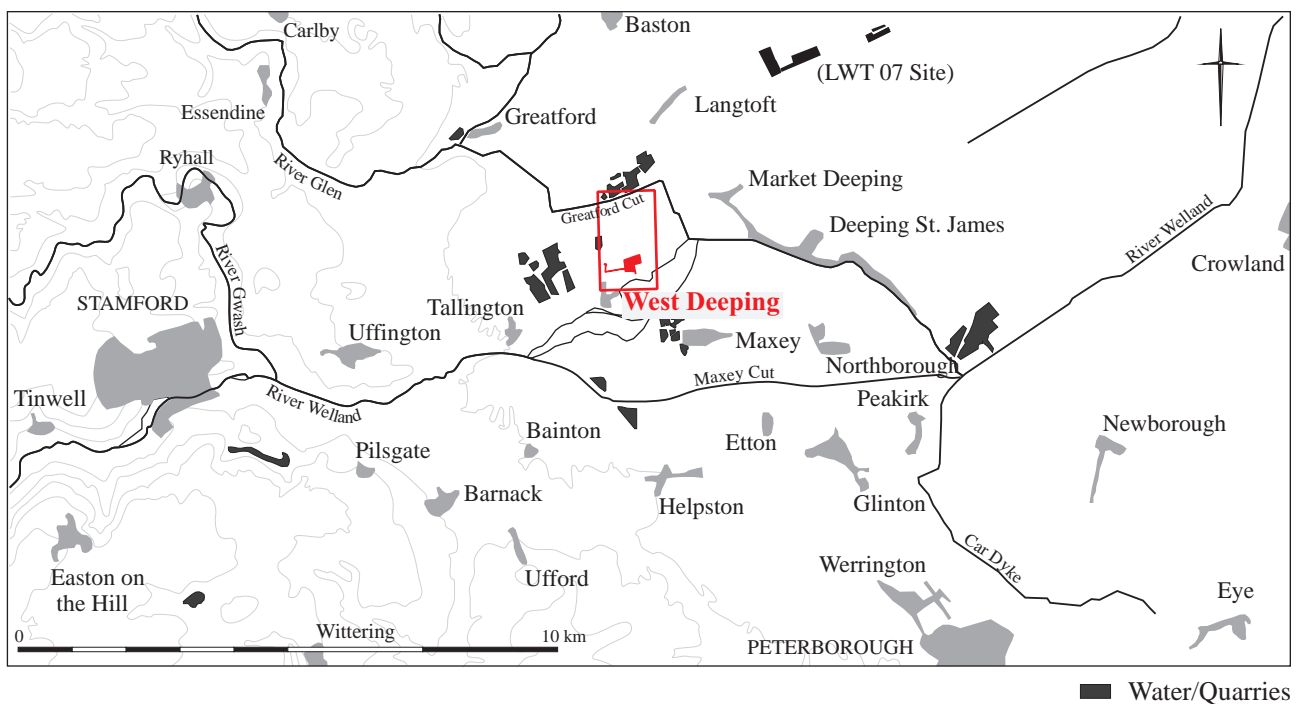 Carlby
Baston
(LWT 07 Site)
Essendine
Langtoft
Greatford
Ryhall
River Glen
Market Deeping
Greatford Cut
Deeping St. James
River Welland
River Gwash
Crowland
STAMFORD
Tallington
West Deeping
Uffington
Maxey
Northborough
Maxey Cut
Tinwell
River Welland
Peakirk
Bainton
Etton
Newborough
Pilsgate
Barnack
Helpston
Glinton
Car Dyke
Werrington
Easton on
the Hill
Ufford
Eye
0
Wittering
10 km
PETERBOROUGH
Water/Quarries